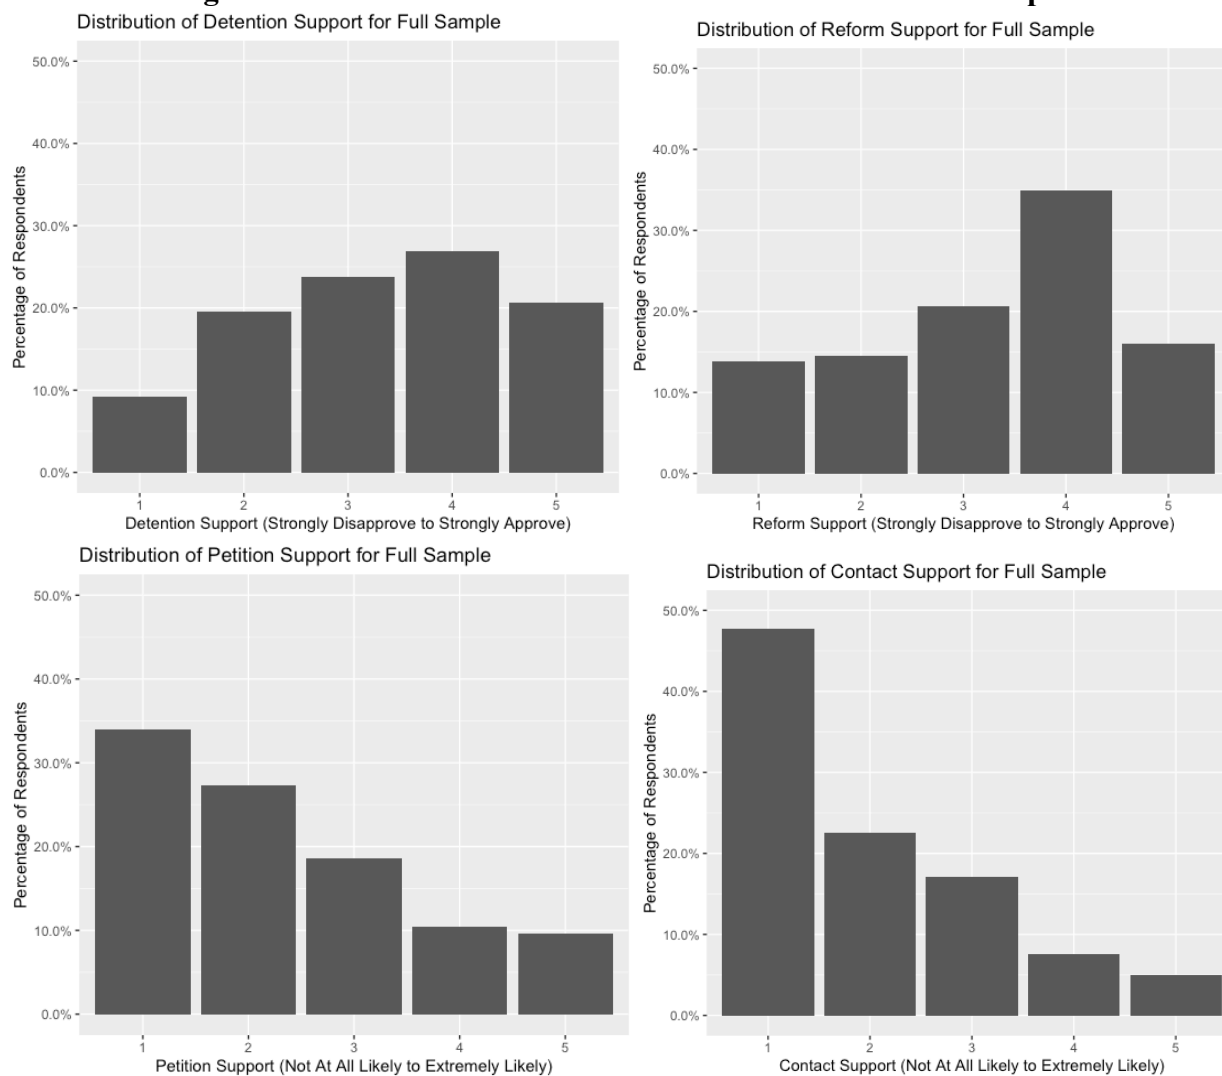 Distribution of Detention Support for Full Sample
50.0%
40.0%
30.0%
20.0%
10.0%
0.0%
Percentage of Respondents
1 2 3 4 5
Detention Support (Strongly Disapprove to Strongly Approve)
Distribution of Reform Support for Full Sample
50.0%
40.0%
30.0%
20.0%
10.0%
0.0%
Percentage of Respondents
1 2 3 4 5
Reform Support (Strongly Disapprove to Strongly Approve)
Distribution of Petition Support for Full Sample
50.0%
40.0%
30.0%
20.0%
10.0%
0.0%
Percentage of Respondents
1 2 3 4 5
Petition Support (Not At All Likely to Extremely Likely)
Distribution of Contact Support for Full Sample
50.0%
40.0%
30.0%
20.0%
10.0%
0.0%
Percentage of Respondents
1 2 3 4 5
Contact Support (Not At All Likely to Extremely Likely)